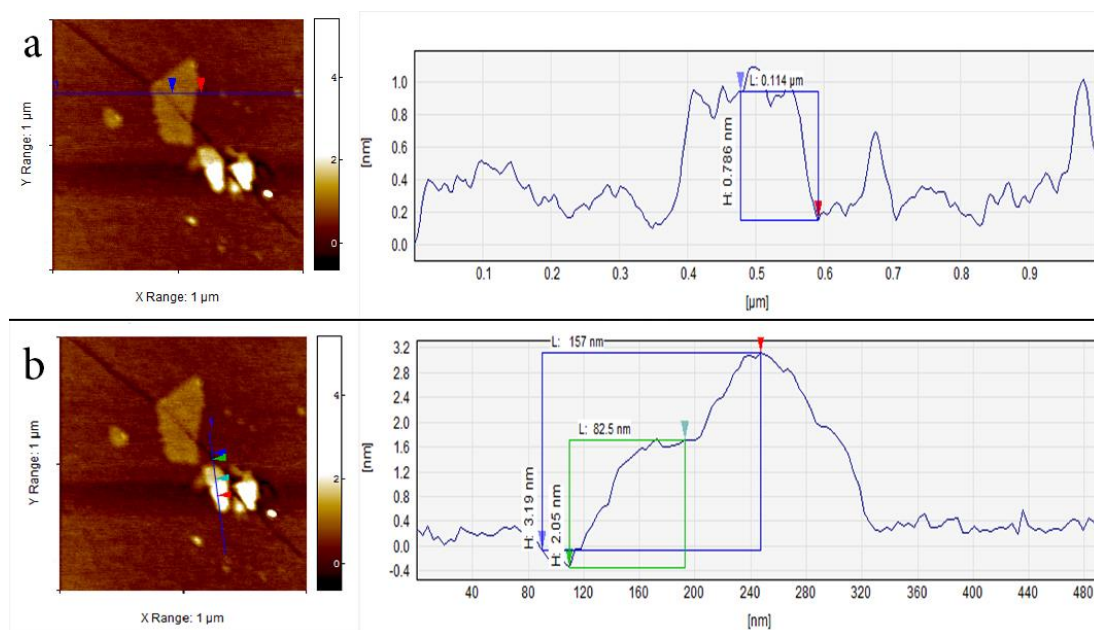 a
Y Range: 1 µm
X Range: 1 µm
4
2
0
[nm]
1.0
0.8
0.6
0.4
0.2
0.0
L: 0.114 µm
H: 0.786 nm
0.1 0.2 0.3 0.4 0.5 0.6 0.7 0.8 0.9
[µm]
b
Y Range: 1 µm
X Range: 1 µm
4
2
0
[nm]
3.2
2.8
2.4
2.0
1.6
1.2
0.8
0.4
0.0
-0.4
L: 157 nm
L: 82.5 nm
H: 3.19 nm
H: 2.05 nm
40 80 120 160 200 240 280 320 360 400 440 480
[nm]